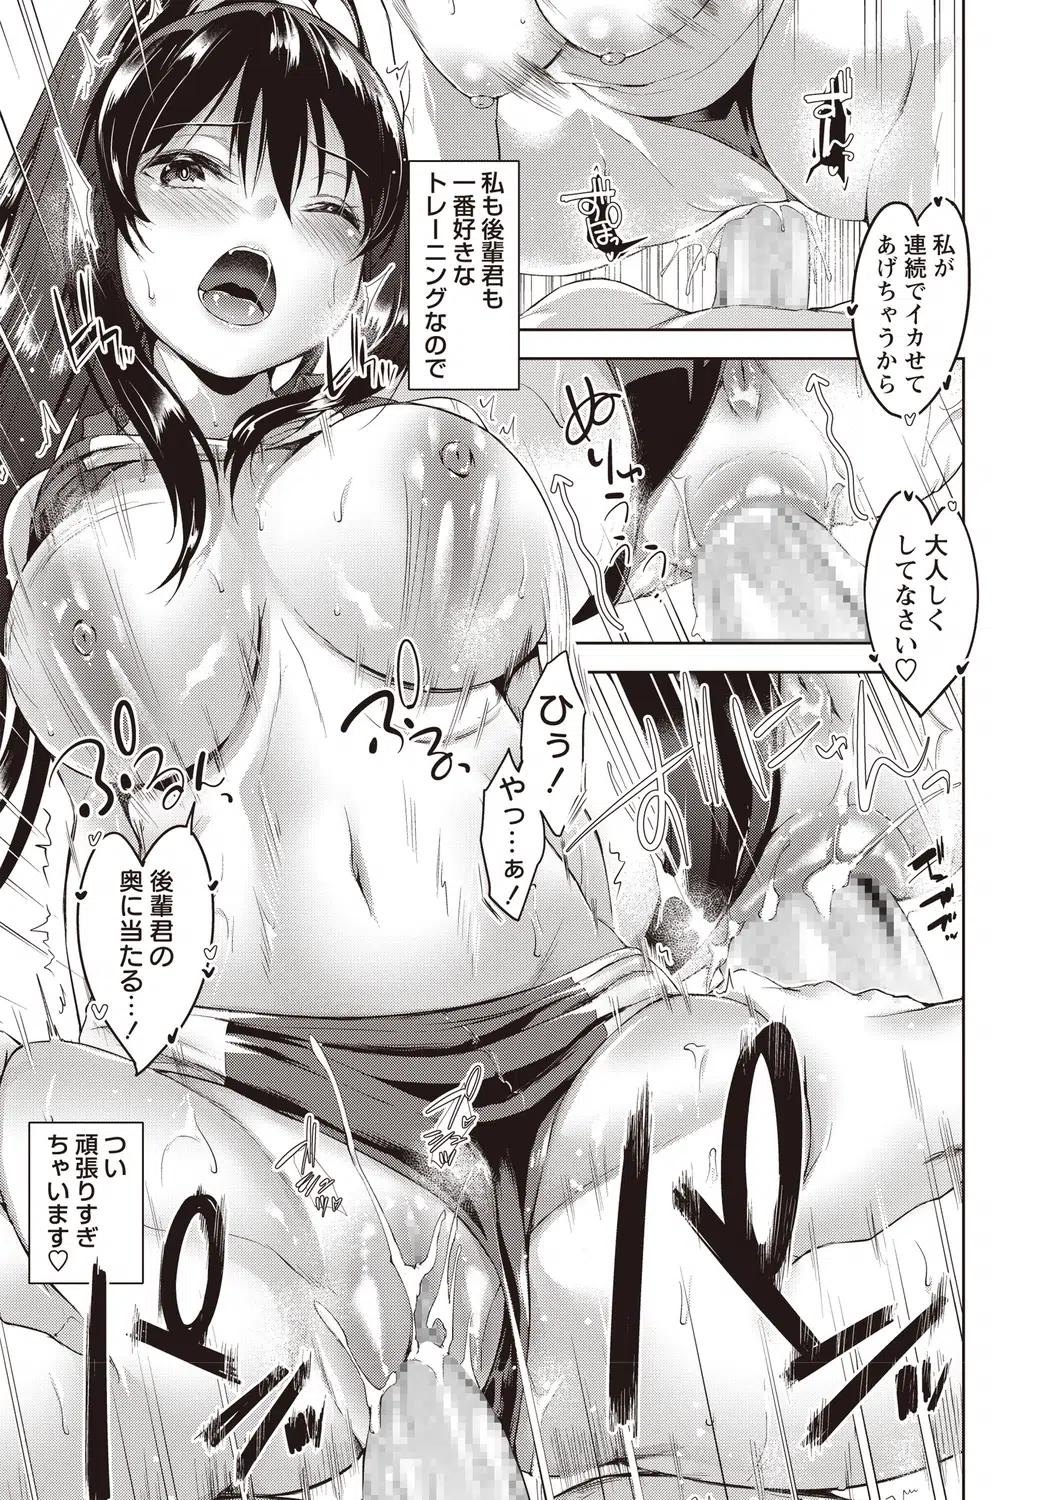 私が
連続でイカせて
あげちゃうから
大人しく
してなさい♡
私も後輩君も
一番好きな
トレーニングなので
ぬりゅうううう
ひぅ!
やっ…ぁ!
ぷるる。
ぷるん、
後輩君の
奥に当たる…!
つい
頑張りすぎ
ちゃいます♡
パン
パン